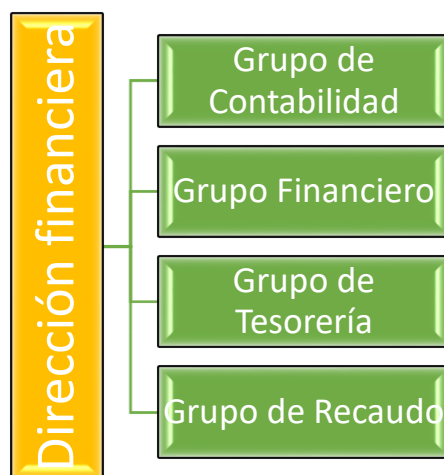 Dirección financiera
Grupo de
Contabilidad
Grupo Financiero
Grupo de
Tesorería
Grupo de Recaudo